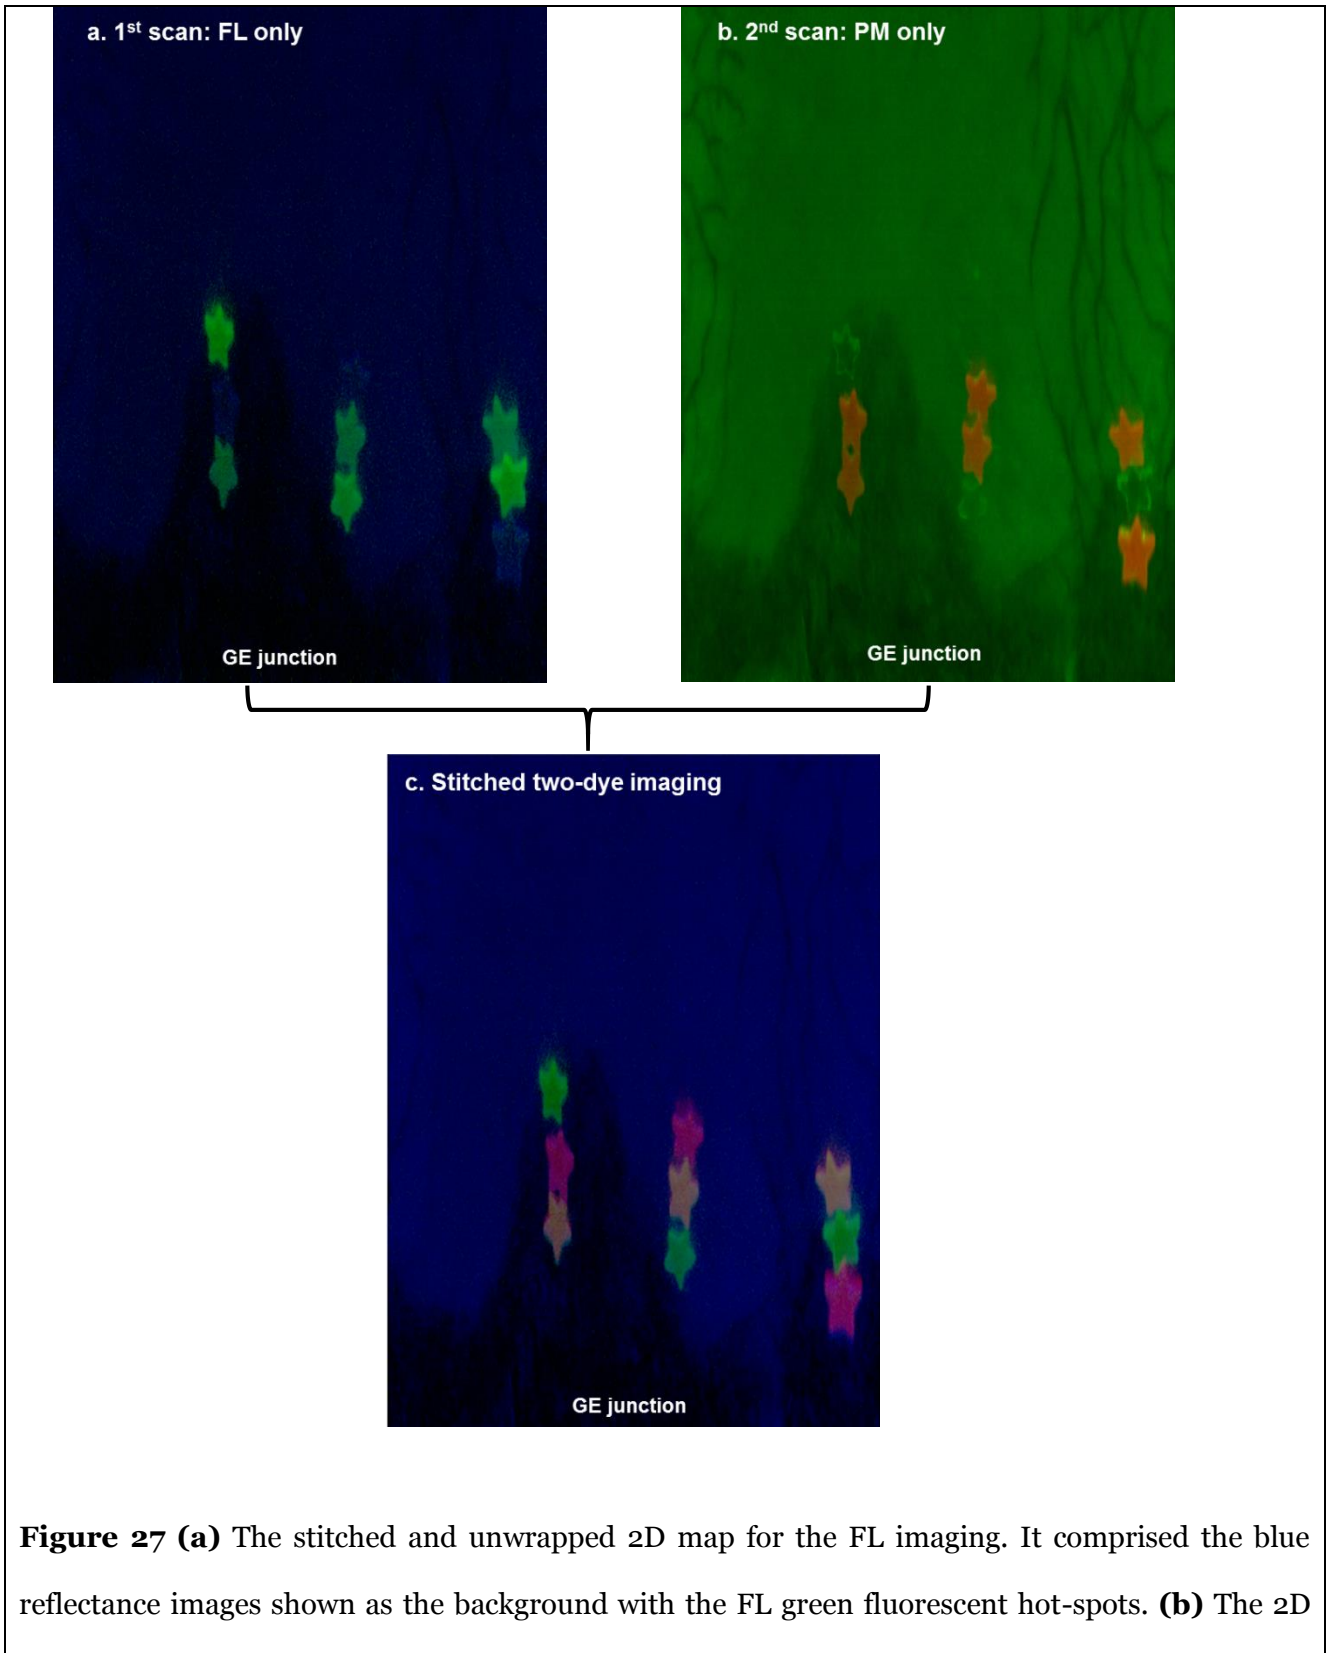 a. 1st scan: FL only
b. 2nd scan: PM only
GE junction
GE junction
c. Stitched two-dye imaging
GE junction
Figure 27 (a) The stitched and unwrapped 2D map for the FL imaging. It comprised the blue
reflectance images shown as the background with the FL green fluorescent hot-spots. (b) The 2D